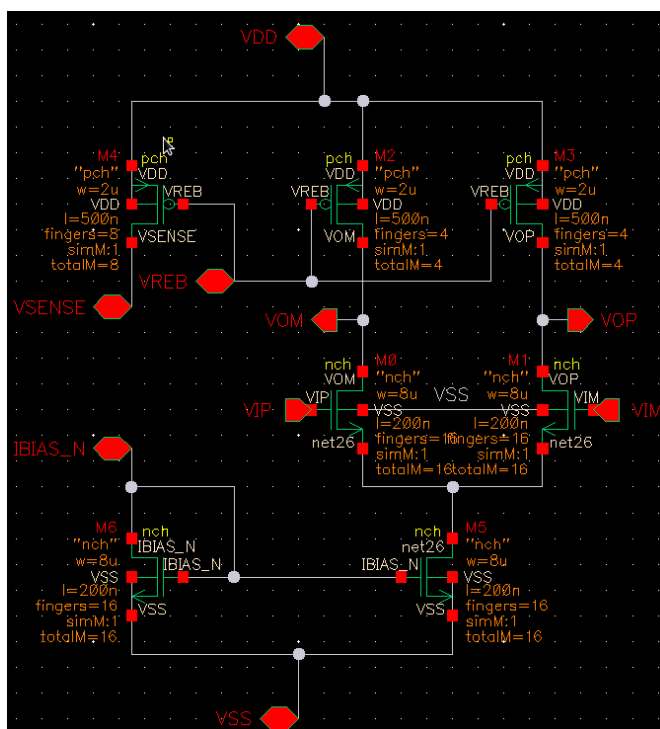 VDD
M4
pch
VDD
"pch"
w=2u
VDD
VREB
l=500n
fingers=8
VSENSE
simM:1
totalM=8
VSENSE
M2
pch
VDD
"pch"
w=2u
VREB
VDD
l=500n
fingers=4
VOM
simM:1
totalM=4
M3
pch
VDD
"pch"
w=2u
VREB
VDD
l=500n
fingers=4
VOP
simM:1
totalM=4
VREB
VOM
VOP
M0
nch
VOM
"nch"
w=8u
VIP
VIP
VSS
l=200n
fingers=16
net26
simM:1
totalM=16
VSS
M1
nch
VOP
"nch"
w=8u
VIM
VIM
VSS
l=200n
fingers=16
net26
simM:1
totalM=16
IBIAS_N
M6
nch
IBIAS_N
"nch"
w=8u
VSS
IBIAS_N
l=200n
fingers=16
VSS
simM:1
totalM=16
M5
nch
net26
"nch"
w=8u
IBIAS_N
VSS
l=200n
fingers=16
VSS
simM:1
totalM=16
VSS